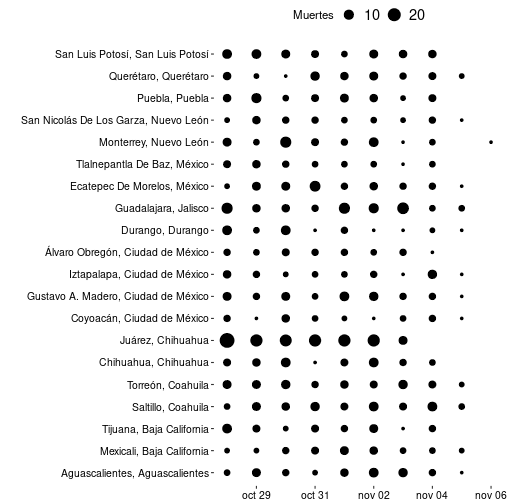 Muertes 10 20
San Luis Potosí, San Luis Potosí
Querétaro, Querétaro
Puebla, Puebla
San Nicolás De Los Garza, Nuevo León
Monterrey, Nuevo León
Tlalnepantla De Baz, México
Ecatepec De Morelos, México
Guadalajara, Jalisco
Durango, Durango
Álvaro Obregón, Ciudad de México
Iztapalapa, Ciudad de México
Gustavo A. Madero, Ciudad de México
Coyoacán, Ciudad de México
Juárez, Chihuahua
Chihuahua, Chihuahua
Torreón, Coahuila
Saltillo, Coahuila
Tijuana, Baja California
Mexicali, Baja California
Aguascalientes, Aguascalientes
oct 29 oct 31 nov 02 nov 04 nov 06